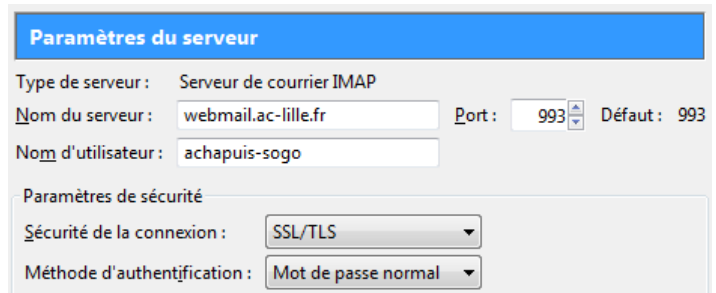 Paramètres du serveur
Type de serveur : Serveur de courrier IMAP
Nom du serveur : webmail.ac-lille.fr Port : 993 Défaut : 993
Nom d'utilisateur : achapuis-sogo
Paramètres de sécurité
Sécurité de la connexion : SSL/TLS
Méthode d'authentification : Mot de passe normal